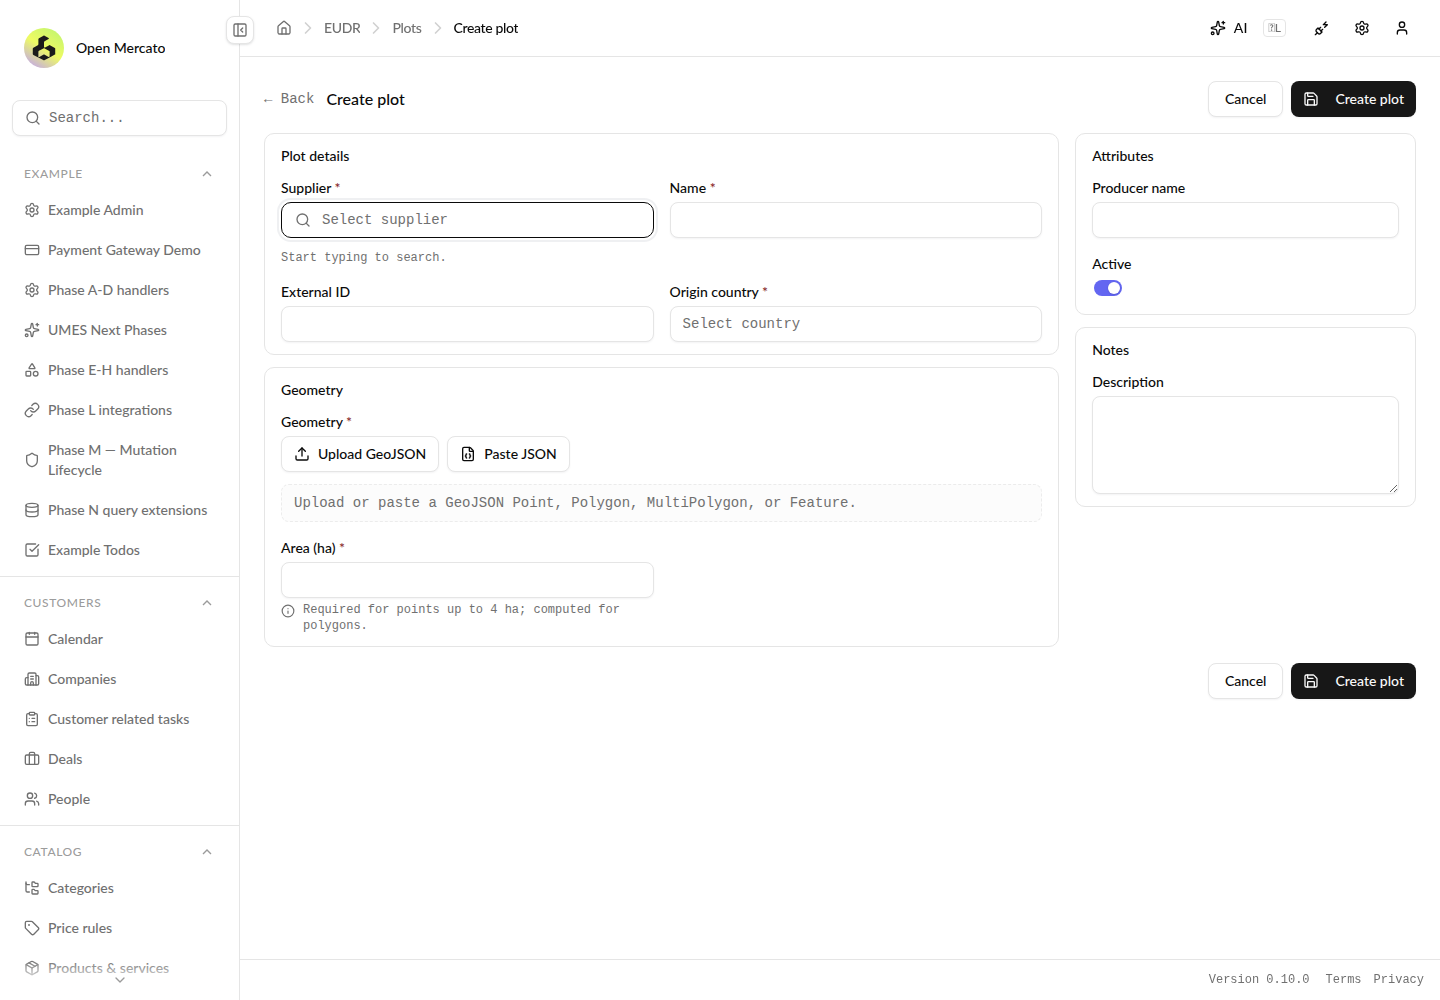 Open Mercato
EUDR
Plots
Create plot
AI
L
Search...
← Back
Create plot
Cancel
Create plot
EXAMPLE
Example Admin
Payment Gateway Demo
Phase A-D handlers
UMES Next Phases
Phase E-H handlers
Phase L integrations
Phase M — Mutation
Lifecycle
Phase N query extensions
Example Todos
CUSTOMERS
Calendar
Companies
Customer related tasks
Deals
People
CATALOG
Categories
Price rules
Products & services
Plot details
Supplier *
Select supplier
Start typing to search.
Name *
External ID
Origin country *
Select country
Geometry
Geometry *
Upload GeoJSON
Paste JSON
Upload or paste a GeoJSON Point, Polygon, MultiPolygon, or Feature.
Area (ha) *
Required for points up to 4 ha; computed for
polygons.
Attributes
Producer name
Active
Notes
Description
Cancel
Create plot
Version 0.10.0
Terms
Privacy